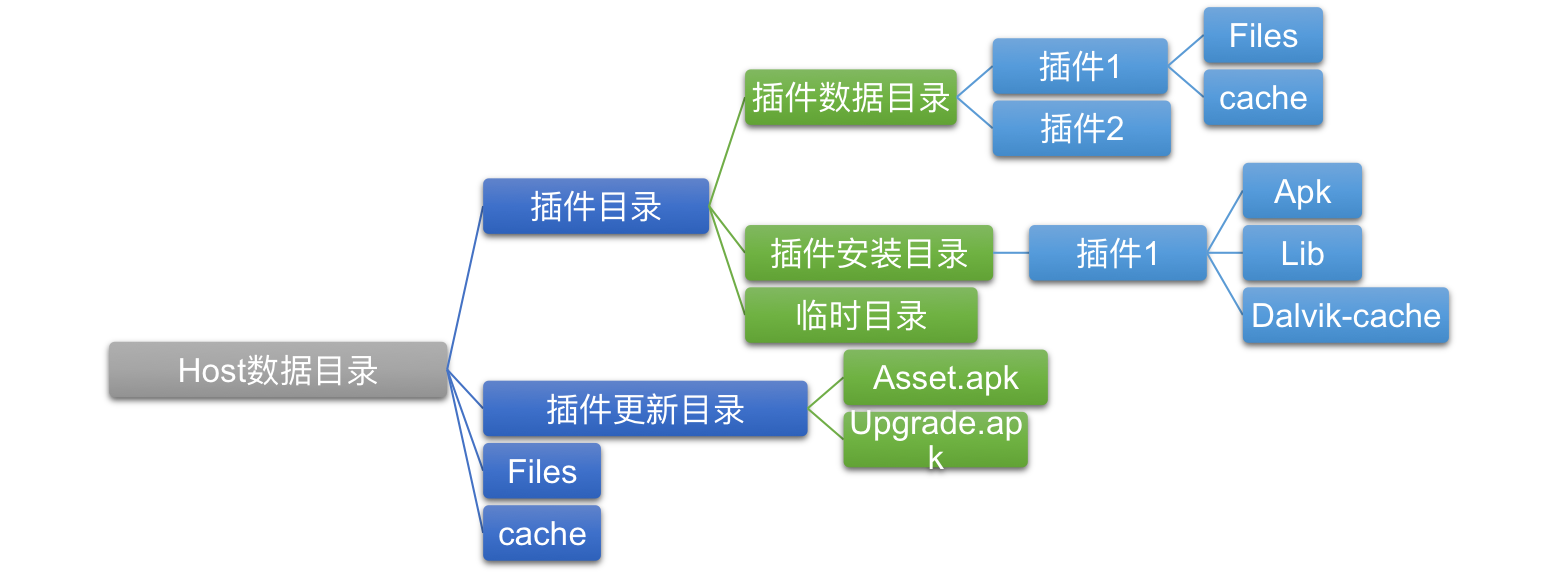 Host数据目录
插件目录
插件数据目录
插件1
Files
cache
插件2
插件安装目录
插件1
Apk
Lib
Dalvik-cache
临时目录
插件更新目录
Asset.apk
Upgrade.ap
k
Files
cache